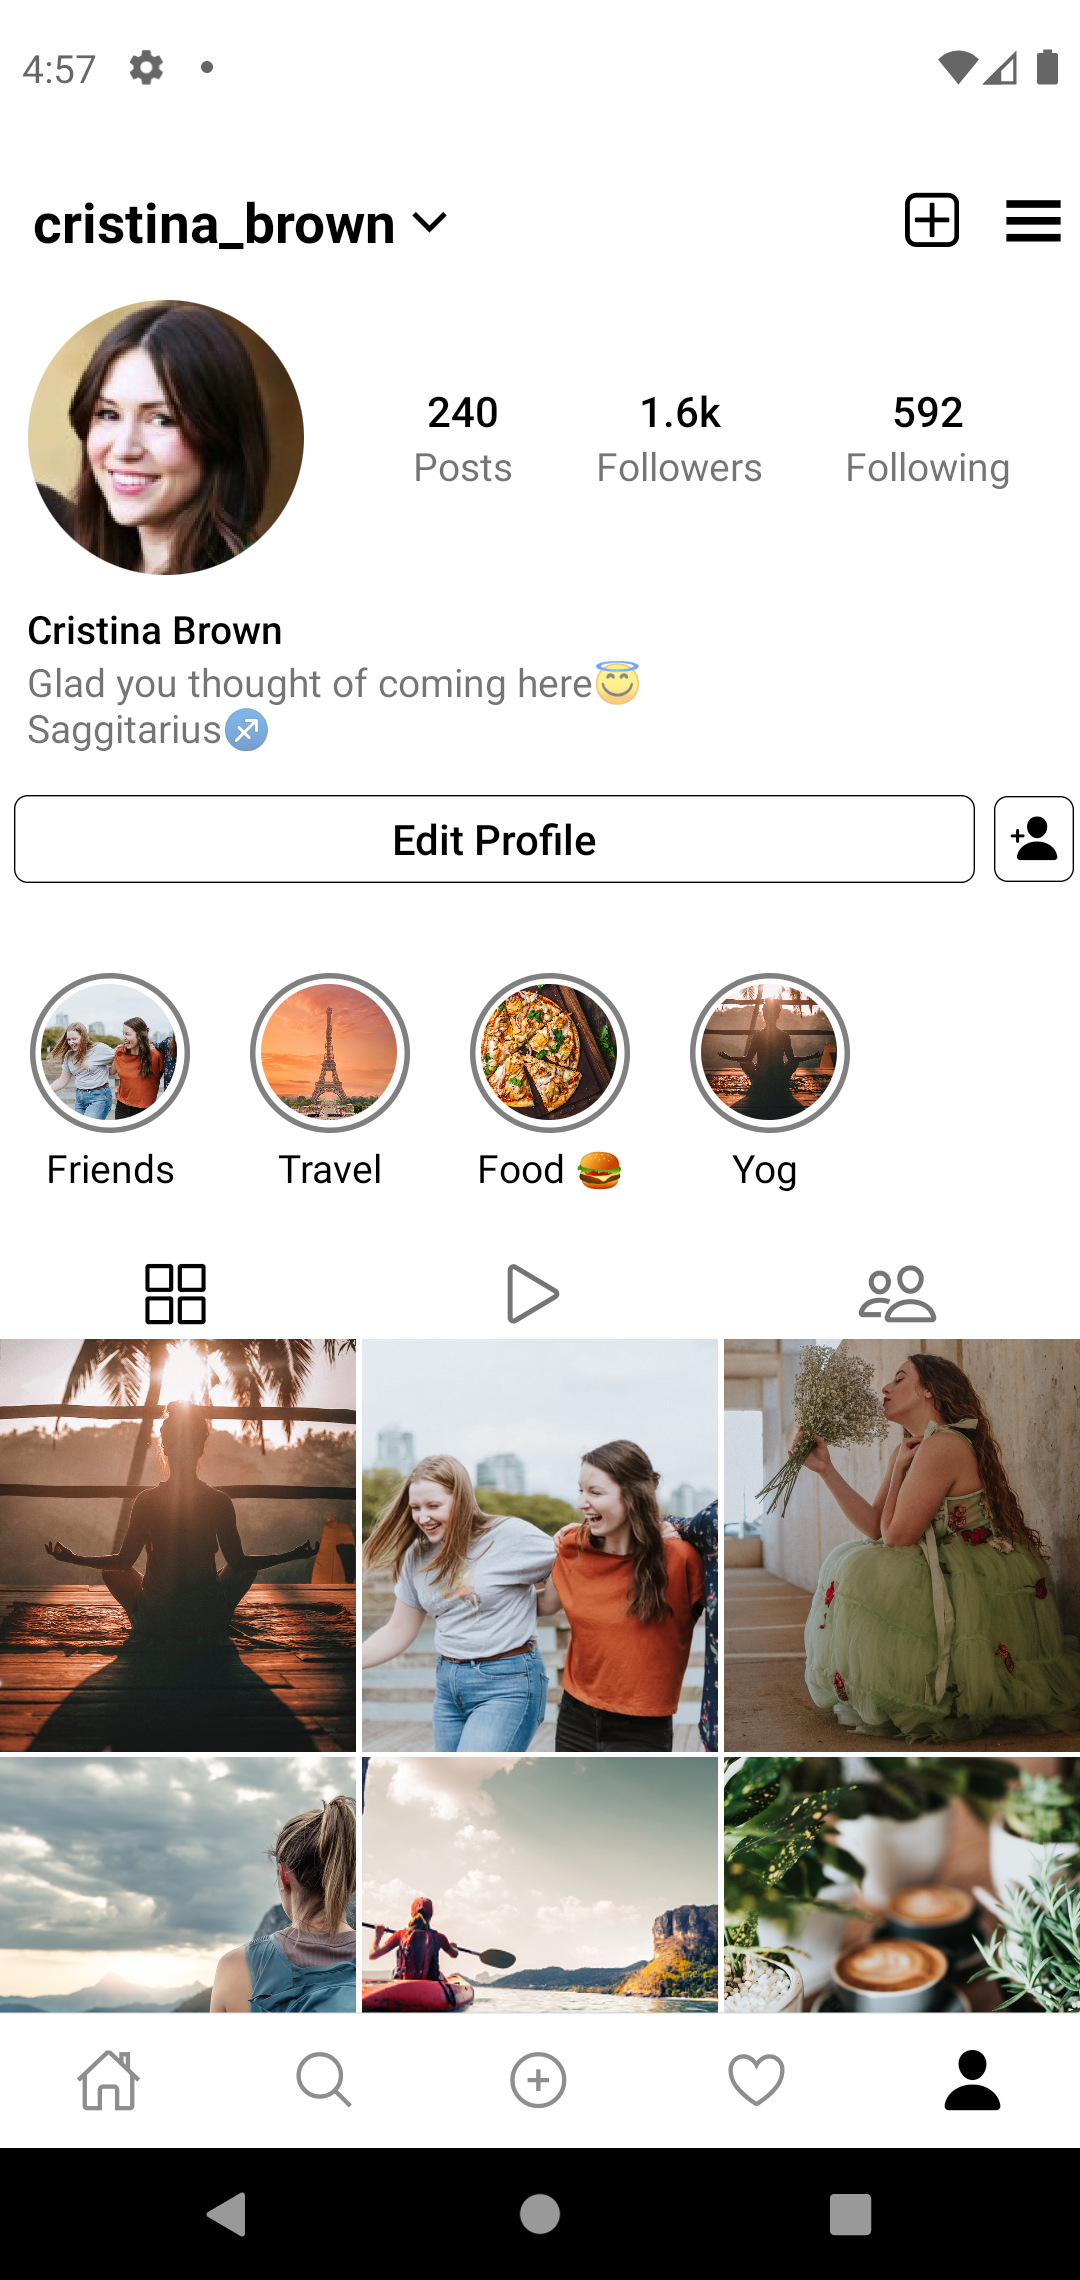 4:57
cristina_brown
240 1.6k 592
Posts Followers Following
Cristina Brown
Glad you thought of coming here😇
Saggitarius♐
Edit Profile
Friends Travel Food 🍔 Yog